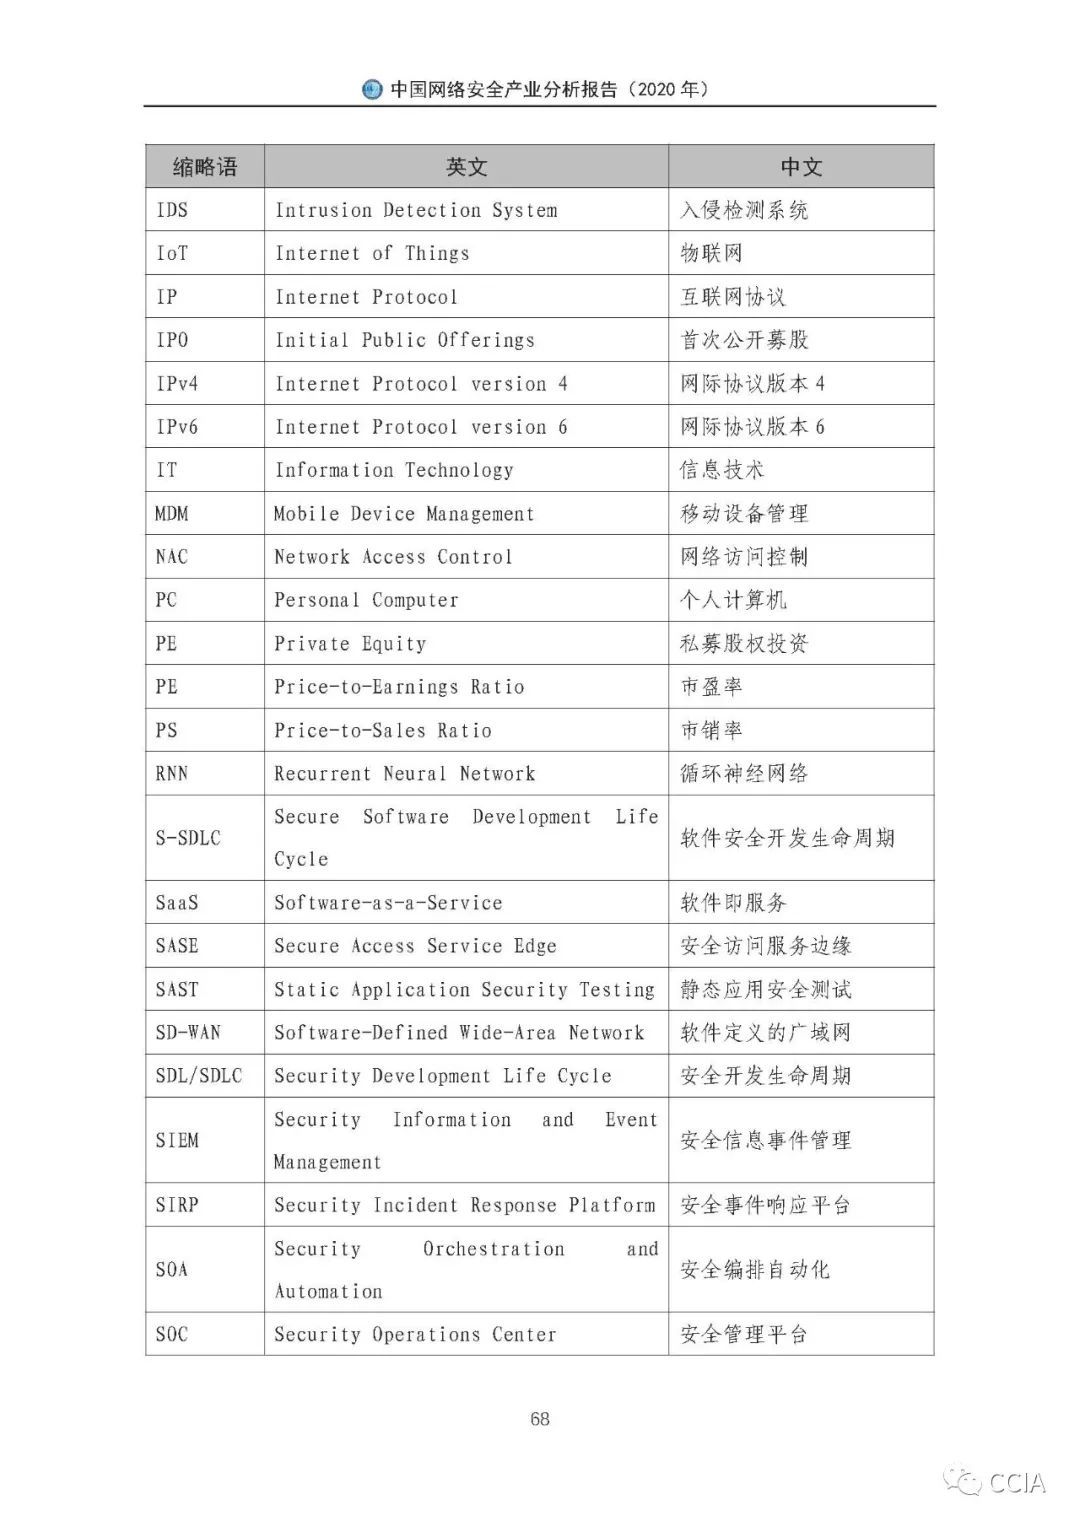 中国网络安全产业分析报告（2020 年）
缩略语 英文 中文
IDS Intrusion Detection System 入侵检测系统
IoT Internet of Things 物联网
IP Internet Protocol 互联网协议
IPO Initial Public Offerings 首次公开募股
IPv4 Internet Protocol version 4 网际协议版本 4
IPv6 Internet Protocol version 6 网际协议版本 6
IT Information Technology 信息技术
MDM Mobile Device Management 移动设备管理
NAC Network Access Control 网络访问控制
PC Personal Computer 个人计算机
PE Private Equity 私募股权投资
PE Price-to-Earnings Ratio 市盈率
PS Price-to-Sales Ratio 市销率
RNN Recurrent Neural Network 循环神经网络
S-SDLC Secure Software Development Life
Cycle 软件安全开发生命周期
SaaS Software-as-a-Service 软件即服务
SASE Secure Access Service Edge 安全访问服务边缘
SAST Static Application Security Testing 静态应用安全测试
SD-WAN Software-Defined Wide-Area Network 软件定义的广域网
SDL/SDLC Security Development Life Cycle 安全开发生命周期
SIEM Security Information and Event
Management 安全信息事件管理
SIRP Security Incident Response Platform 安全事件响应平台
SOA Security Orchestration and
Automation 安全编排自动化
SOC Security Operations Center 安全管理平台
68
CCIA